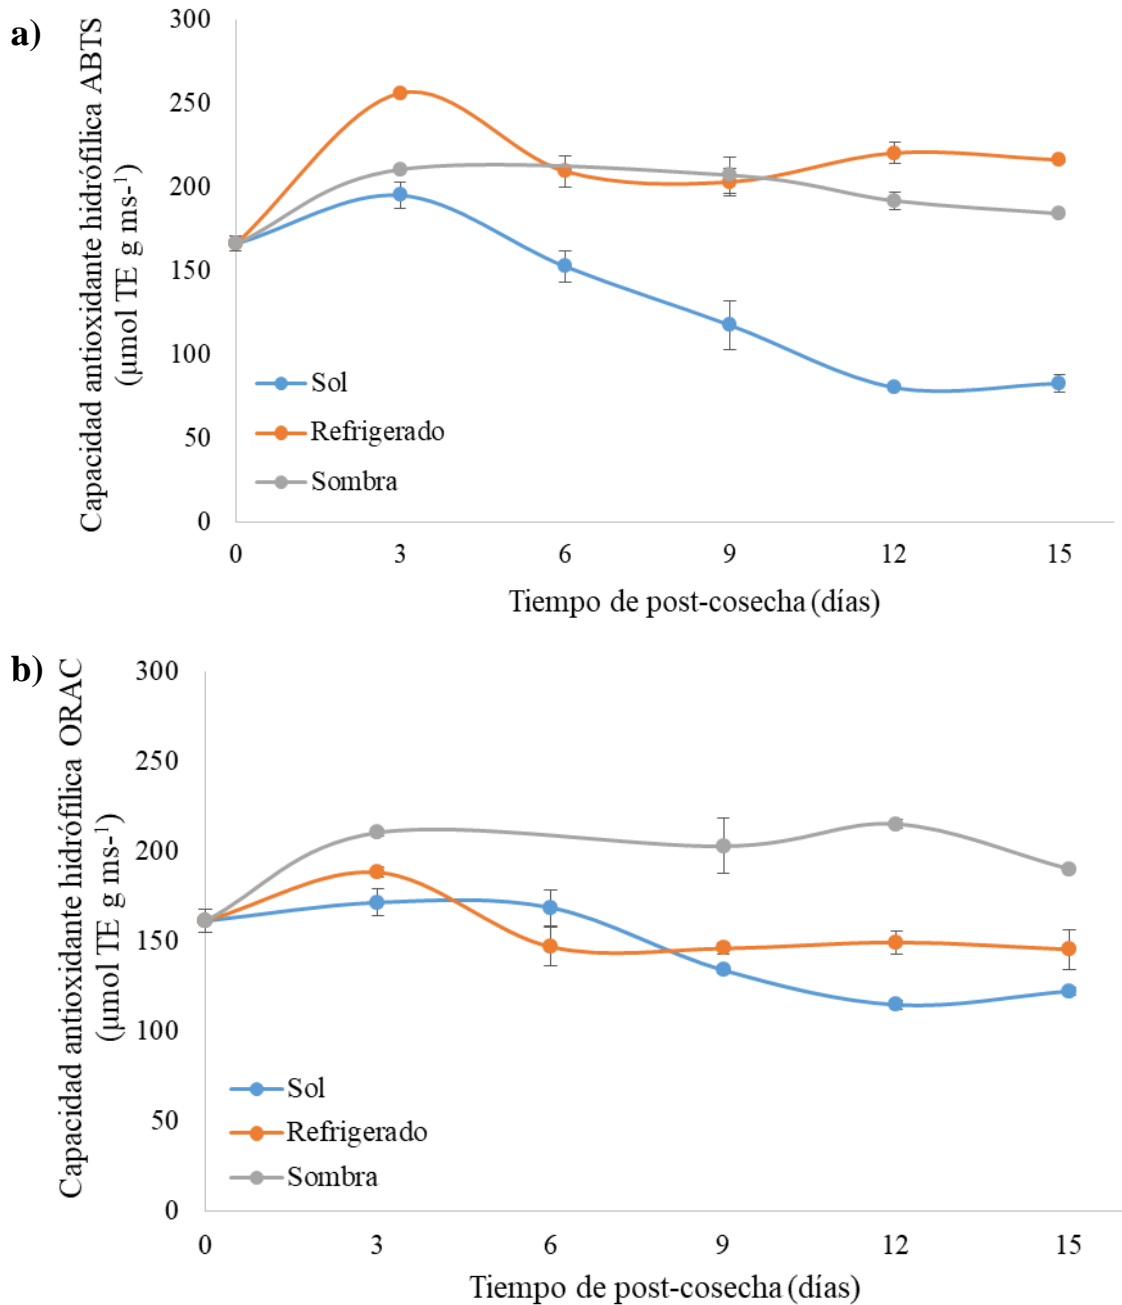 a)
Capacidad antioxidante hidrófilica ABTS
(µmol TE g ms-¹)
300
250
200
150
100
50
0
Sol
Refrigerado
Sombra
0 3 6 9 12 15
Tiempo de post-cosecha (días)
b)
Capacidad antioxidante hidrófilica ORAC
(µmol TE g ms-¹)
300
250
200
150
100
50
0
Sol
Refrigerado
Sombra
0 3 6 9 12 15
Tiempo de post-cosecha (días)